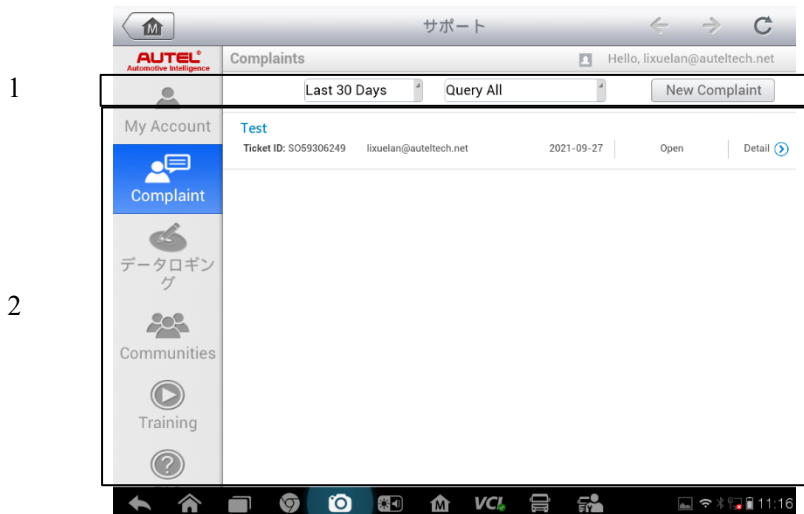 M
サポート
AUTEL®
Automotive Intelligence
Complaints
Hello, lixuelan@auteltech.net
1
Last 30 Days
Query All
New Complaint
My Account
Test
Ticket ID: SO59306249 lixuelan@auteltech.net 2021-09-27 Open Detail
Complaint
データロギン
グ
2
Communities
Training
?
M VCI 11:16